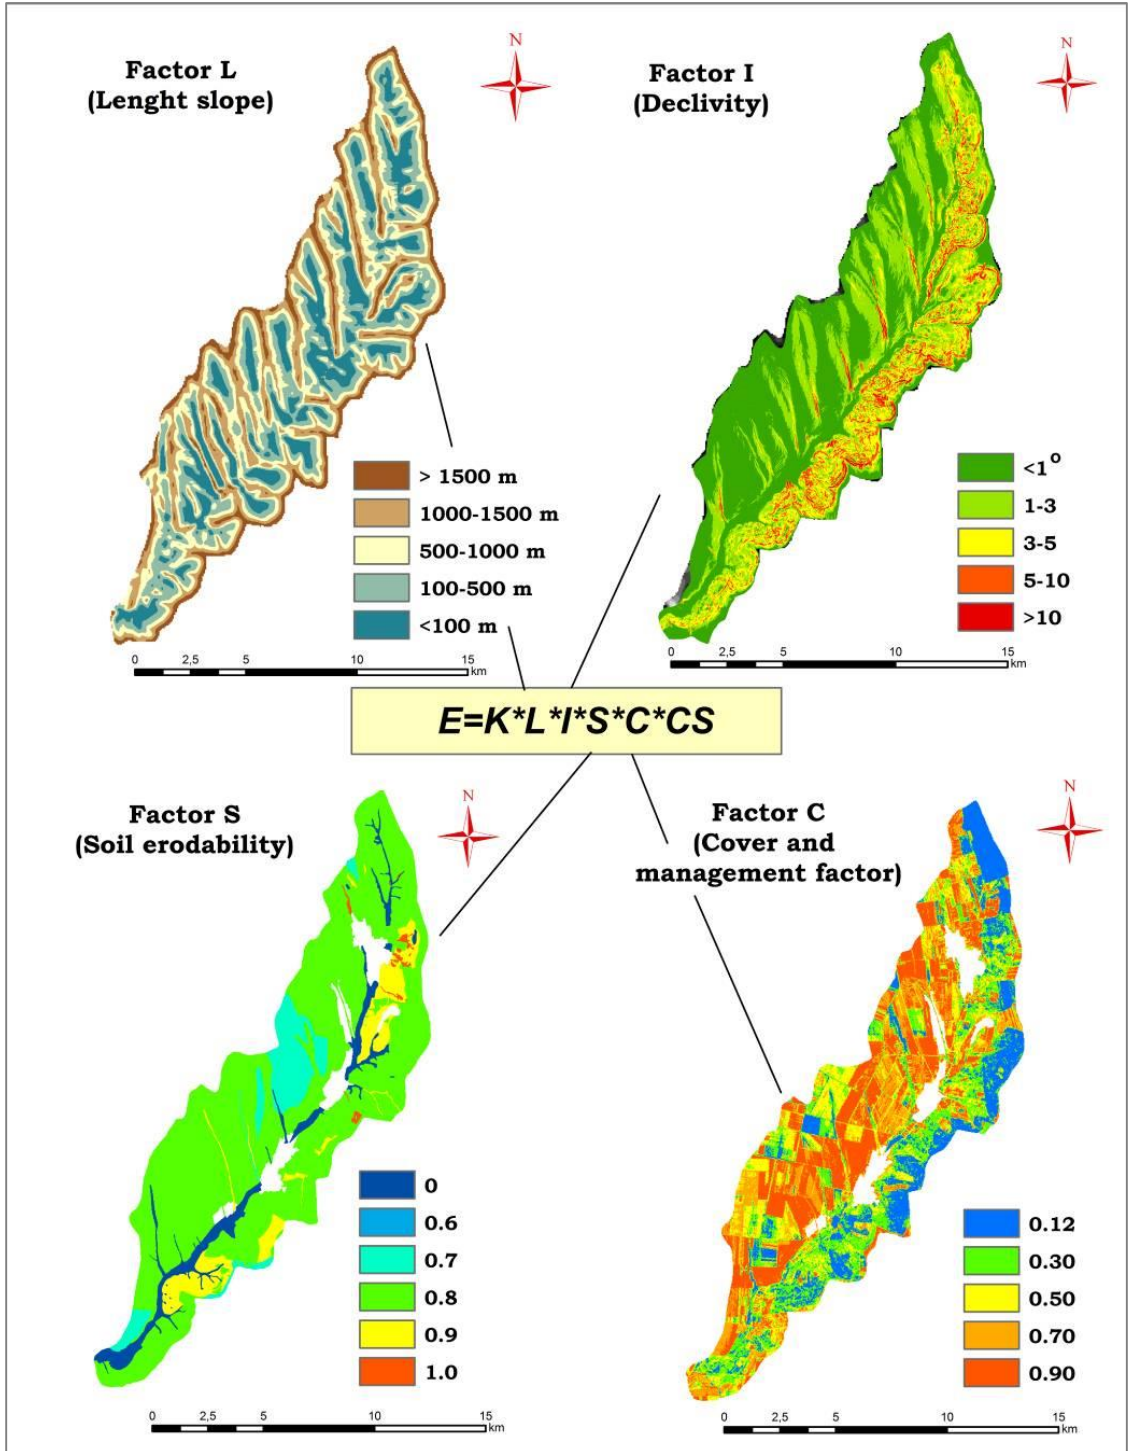 Factor L
(Lenght slope)
N
> 1500 m
1000-1500 m
500-1000 m
100-500 m
<100 m
0 2,5 5 10 15
km
Factor I
(Declivity)
N
<1°
1-3
3-5
5-10
>10
0 2,5 5 10 15
km
E=K*L*I*S*C*CS
Factor S
(Soil erodability)
N
0
0.6
0.7
0.8
0.9
1.0
0 2,5 5 10 15
km
Factor C
(Cover and
management factor)
N
0.12
0.30
0.50
0.70
0.90
0 2,5 5 10 15
km